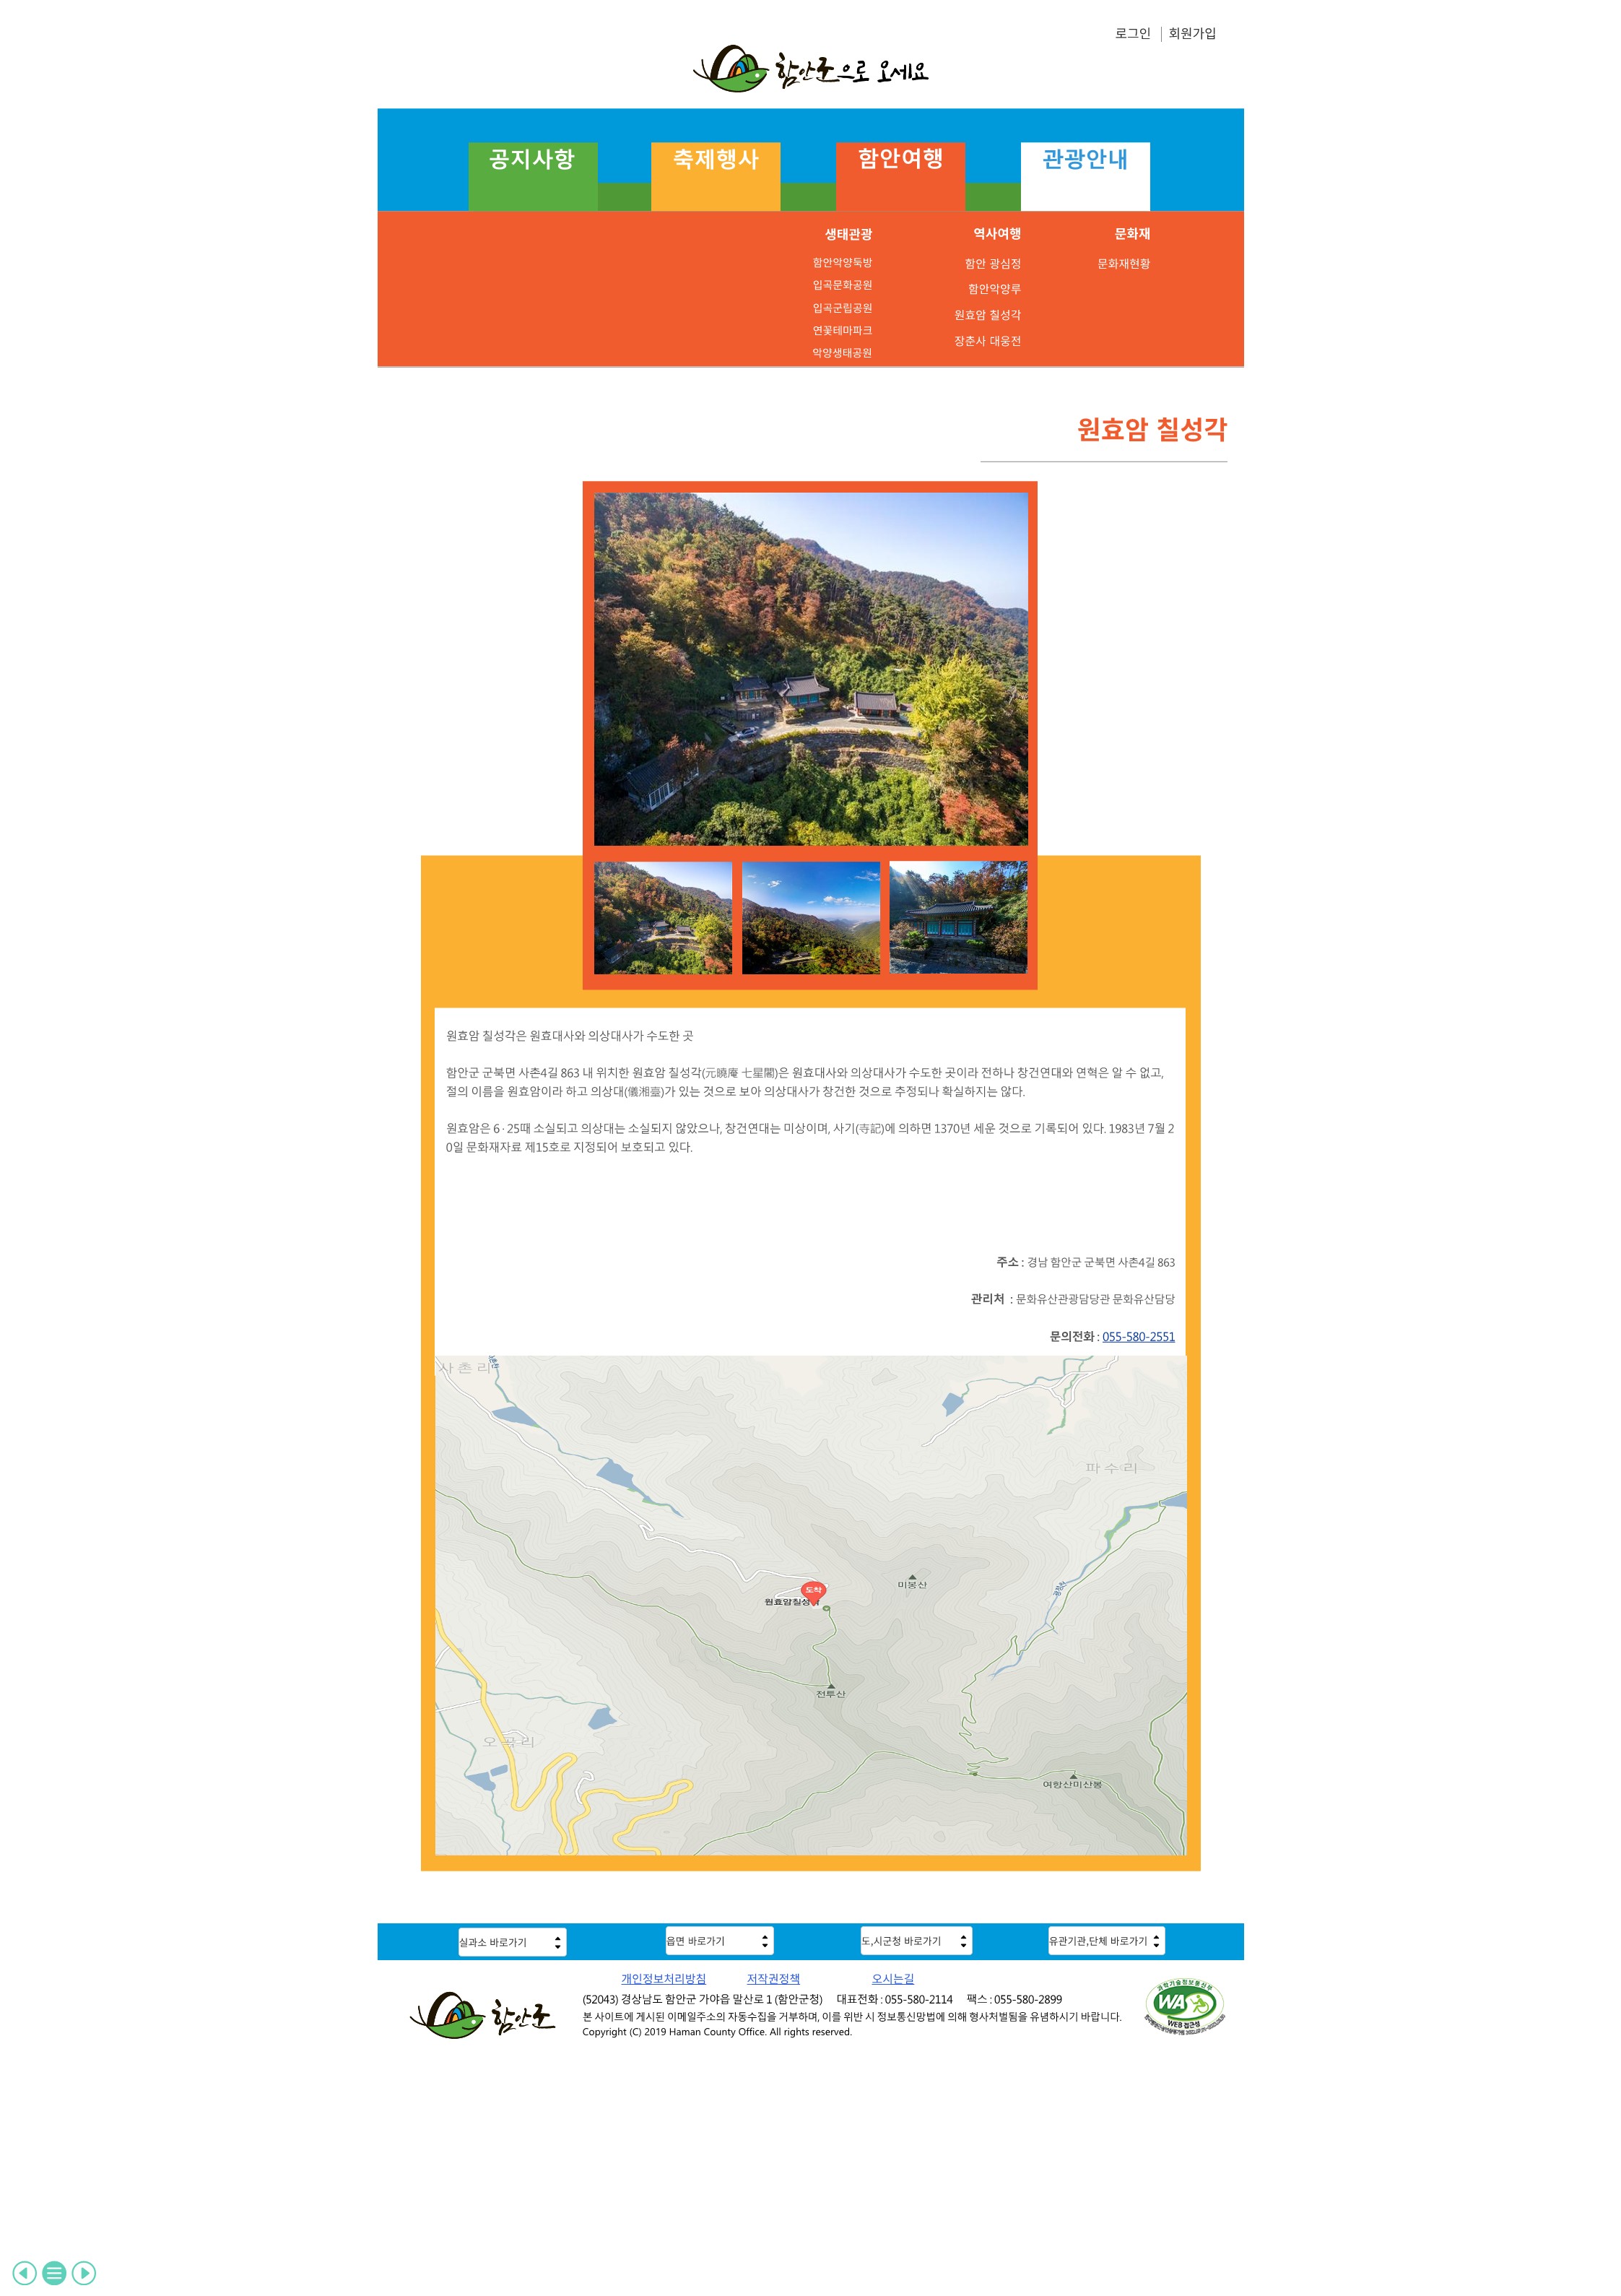 로그인 회원가입
함안군으로 오세요
공지사항 축제행사 함안여행 관광안내
생태관광 역사여행 문화재
함안악양둑방 함안 광심정 문화재현황
입곡문화공원 함안악양루
입곡군립공원 원효암 칠성각
연꽃테마파크 장춘사 대웅전
악양생태공원
원효암 칠성각
원효암 칠성각은 원효대사와 의상대사가 수도한 곳
함안군 군북면 사촌4길 863 내 위치한 원효암 칠성각(元曉庵 七星閣)은 원효대사와 의상대사가 수도한 곳이라 전하나 창건연대와 연혁은 알 수 없고,
절의 이름을 원효암이라 하고 의상대(儀湘臺)가 있는 것으로 보아 의상대사가 창건한 것으로 추정되나 확실하지는 않다.
원효암은 6 · 25때 소실되고 의상대는 소실되지 않았으나, 창건연대는 미상이며, 사기(寺記)에 의하면 1370년 세운 것으로 기록되어 있다. 1983년 7월 2
0일 문화재자료 제15호로 지정되어 보호되고 있다.
주소 : 경남 함안군 군북면 사촌4길 863
관리처 : 문화유산관광담당관 문화유산담당
문의전화 : 055-580-2551
사촌리
파수리
도착
미봉산
원효암칠성각
전투산
오곡리
여항산미산봉
실과소 바로가기 읍면 바로가기 도,시군청 바로가기 유관기관,단체 바로가기
개인정보처리방침 저작권정책 오시는길
함안군
(52043) 경상남도 함안군 가야읍 말산로 1 (함안군청) 대표전화 : 055-580-2114 팩스 : 055-580-2899
본 사이트에 게시된 이메일주소의 자동수집을 거부하며, 이를 위반 시 정보통신망법에 의해 형사처벌됨을 유념하시기 바랍니다.
Copyright (C) 2019 Haman County Office. All rights reserved.
과학기술정보통신부
WA
WEB 접근성